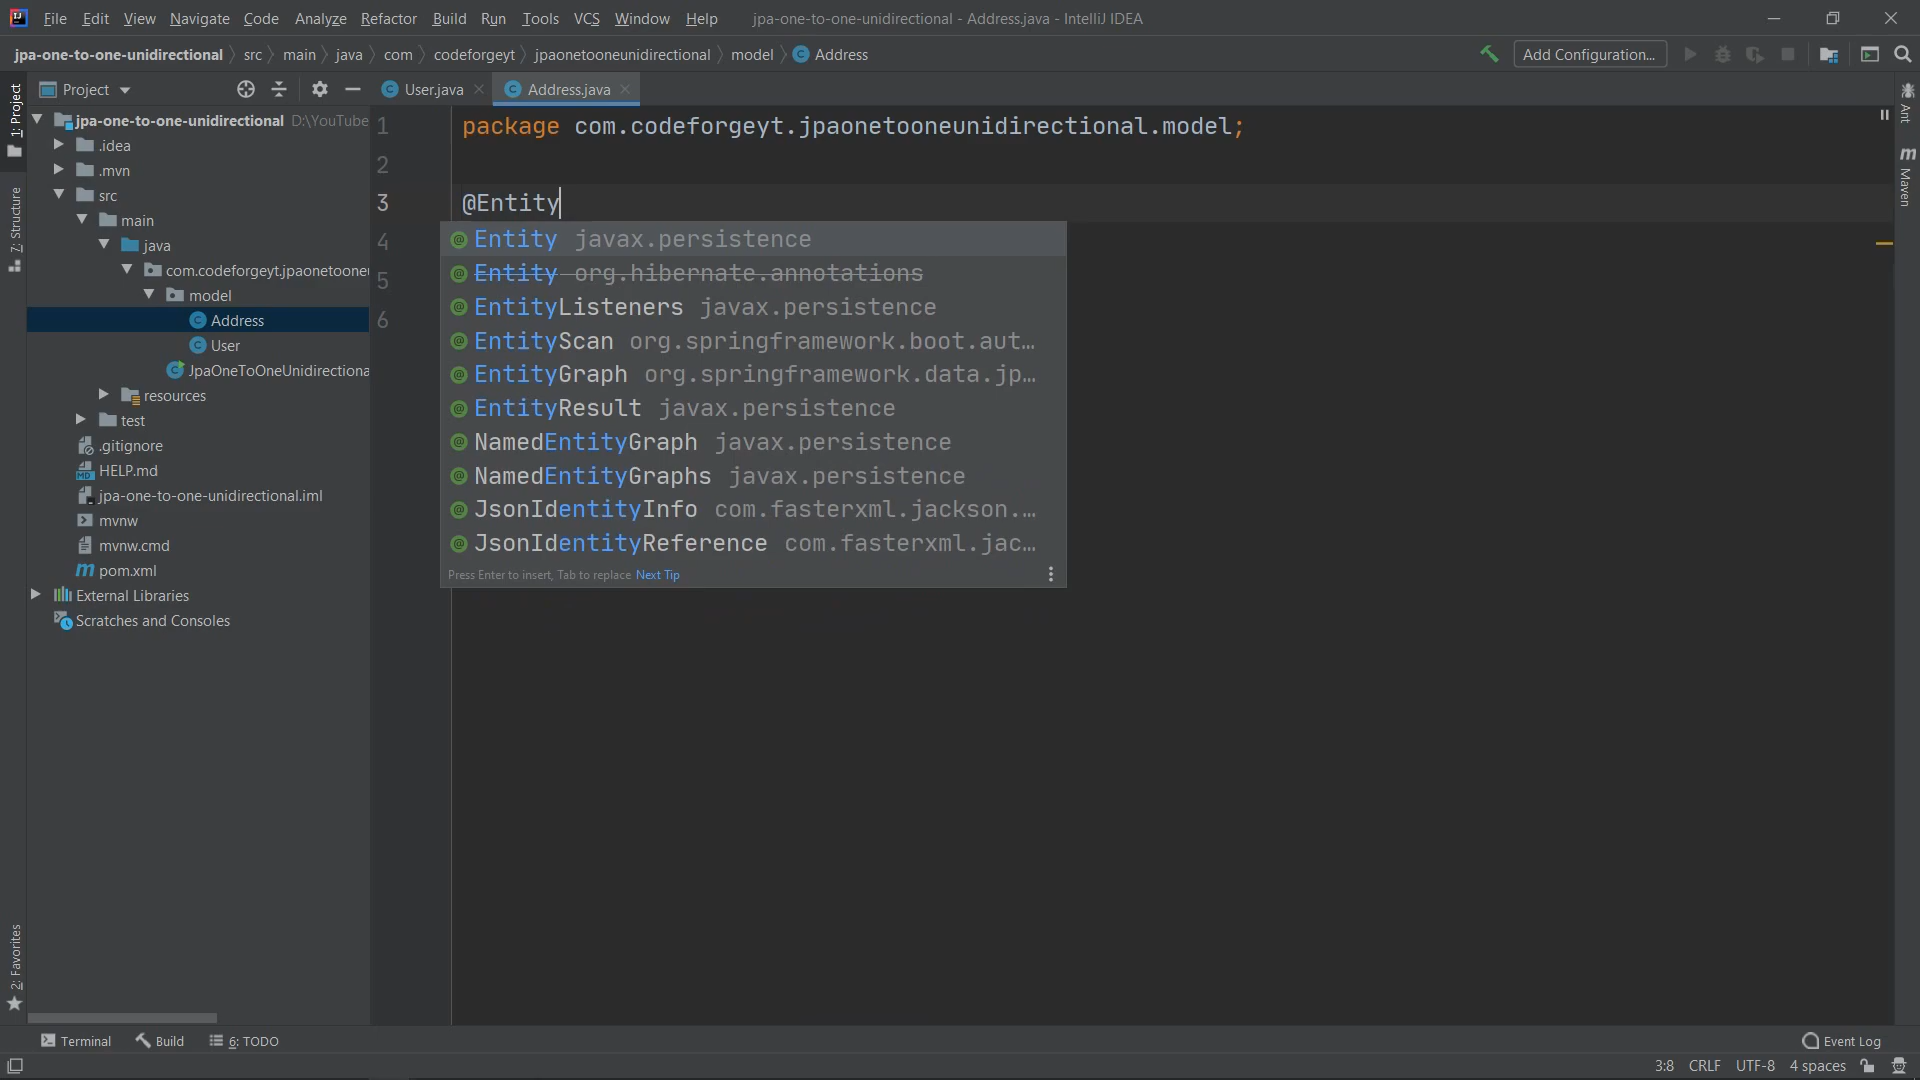 File Edit View Navigate Code Analyze Refactor Build Run Tools VCS Window Help jpa-one-to-one-unidirectional - Address.java - IntelliJ IDEA
jpa-one-to-one-unidirectional src main java com codeforgeyt jpaonetooneunidirectional model Address Add Configuration...
Project
User.java
Address.java
1: Project
7: Structure
2: Favorites
jpa-one-to-one-unidirectional D:\YouTube
.idea
.mvn
src
main
java
com.codeforgeyt.jpaonetoone
model
Address
User
JpaOneToOneUnidirectiona
resources
test
.gitignore
HELP.md
jpa-one-to-one-unidirectional.iml
mvnw
mvnw.cmd
pom.xml
External Libraries
Scratches and Consoles
1 package com.codeforgeyt.jpaonetooneunidirectional.model;
2
3 @Entity
4
5
6
Entity javax.persistence
Entity org.hibernate.annotations
EntityListeners javax.persistence
EntityScan org.springframework.boot.aut…
EntityGraph org.springframework.data.jp…
EntityResult javax.persistence
NamedEntityGraph javax.persistence
NamedEntityGraphs javax.persistence
JsonIdentityInfo com.fasterxml.jackson.…
JsonIdentityReference com.fasterxml.jac…
Press Enter to insert, Tab to replace Next Tip
Ant
Maven
Terminal Build 6: TODO Event Log
3:8 CRLF UTF-8 4 spaces